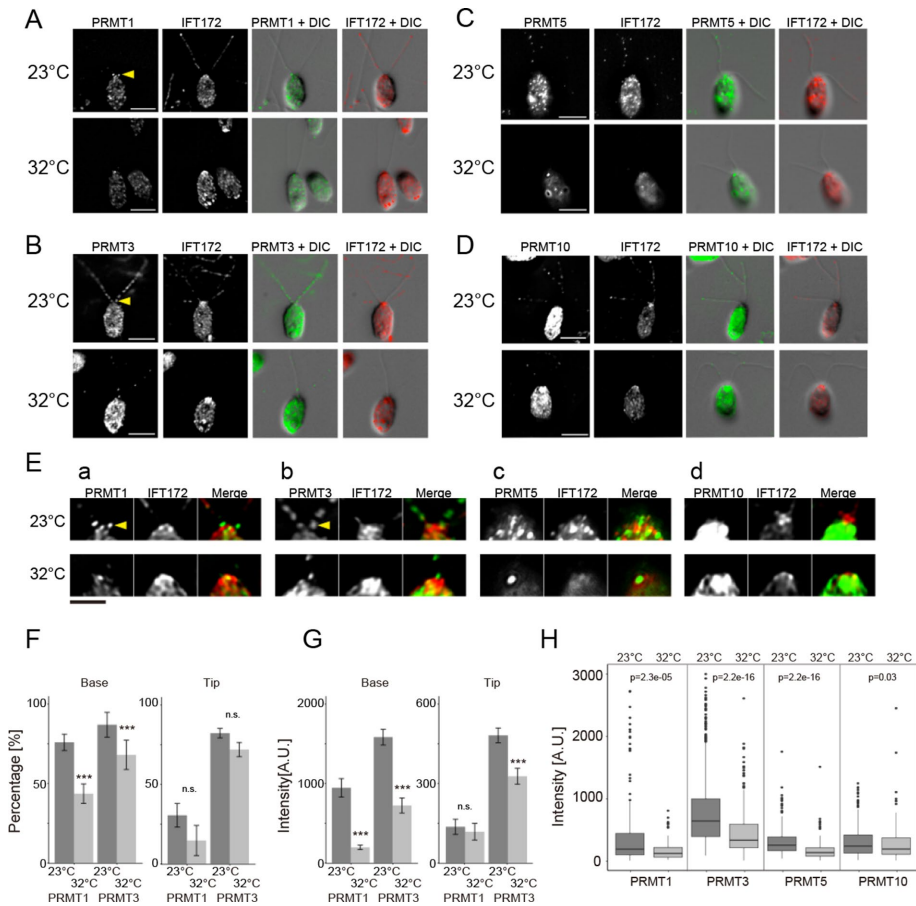 A
PRMT1 IFT172 PRMT1 + DIC IFT172 + DIC
23°C
32°C
B
PRMT3 IFT172 PRMT3 + DIC IFT172 + DIC
23°C
32°C
C
PRMT5 IFT172 PRMT5 + DIC IFT172 + DIC
23°C
32°C
D
PRMT10 IFT172 PRMT10 + DIC IFT172 + DIC
23°C
32°C
E
a b c d
PRMT1 IFT172 Merge PRMT3 IFT172 Merge PRMT5 IFT172 Merge PRMT10 IFT172 Merge
23°C
32°C
F
Base Tip
Percentage [%]
100
50
0
*** ***
100
50
0
n.s. n.s.
23°C 32°C 23°C 32°C 23°C 32°C 23°C 32°C
PRMT1 PRMT3 PRMT1 PRMT3
G
Base Tip
Intensity[A.U.]
2000
1000
0
*** ***
600
300
0
n.s. ***
23°C 32°C 23°C 32°C 23°C 32°C 23°C 32°C
PRMT1 PRMT3 PRMT1 PRMT3
H
23°C 32°C 23°C 32°C 23°C 32°C 23°C 32°C
p=2.3e-05 p=2.2e-16 p=2.2e-16 p=0.03
Intensity [A.U.]
3000
2000
1000
0
PRMT1 PRMT3 PRMT5 PRMT10